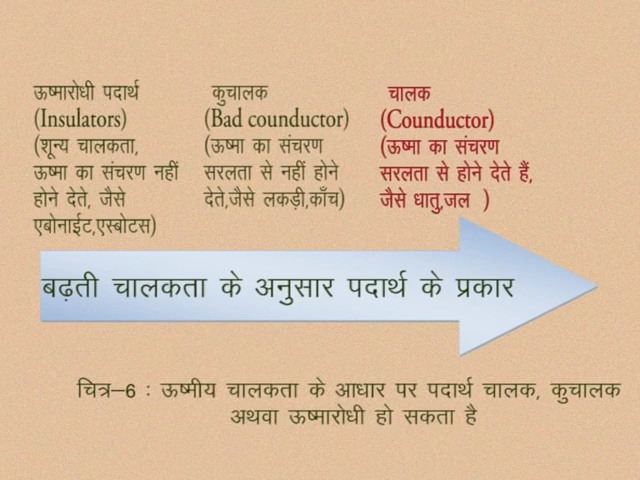 ऊष्मारोधी पदार्थ
(Insulators)
(शून्य चालकता,
ऊष्मा का संचरण नहीं
होने देते, जैसे
एबोनाईट,एस्बोटस)
कुचालक
(Bad counductor)
(ऊष्मा का संचरण
सरलता से नहीं होने
देते,जैसे लकड़ी,काँच)
चालक
(Counductor)
(ऊष्मा का संचरण
सरलता से होने देते हैं,
जैसे धातु,जल )
बढ़ती चालकता के अनुसार पदार्थ के प्रकार
चित्र–6 : ऊष्मीय चालकता के आधार पर पदार्थ चालक, कुचालक
अथवा ऊष्मारोधी हो सकता है